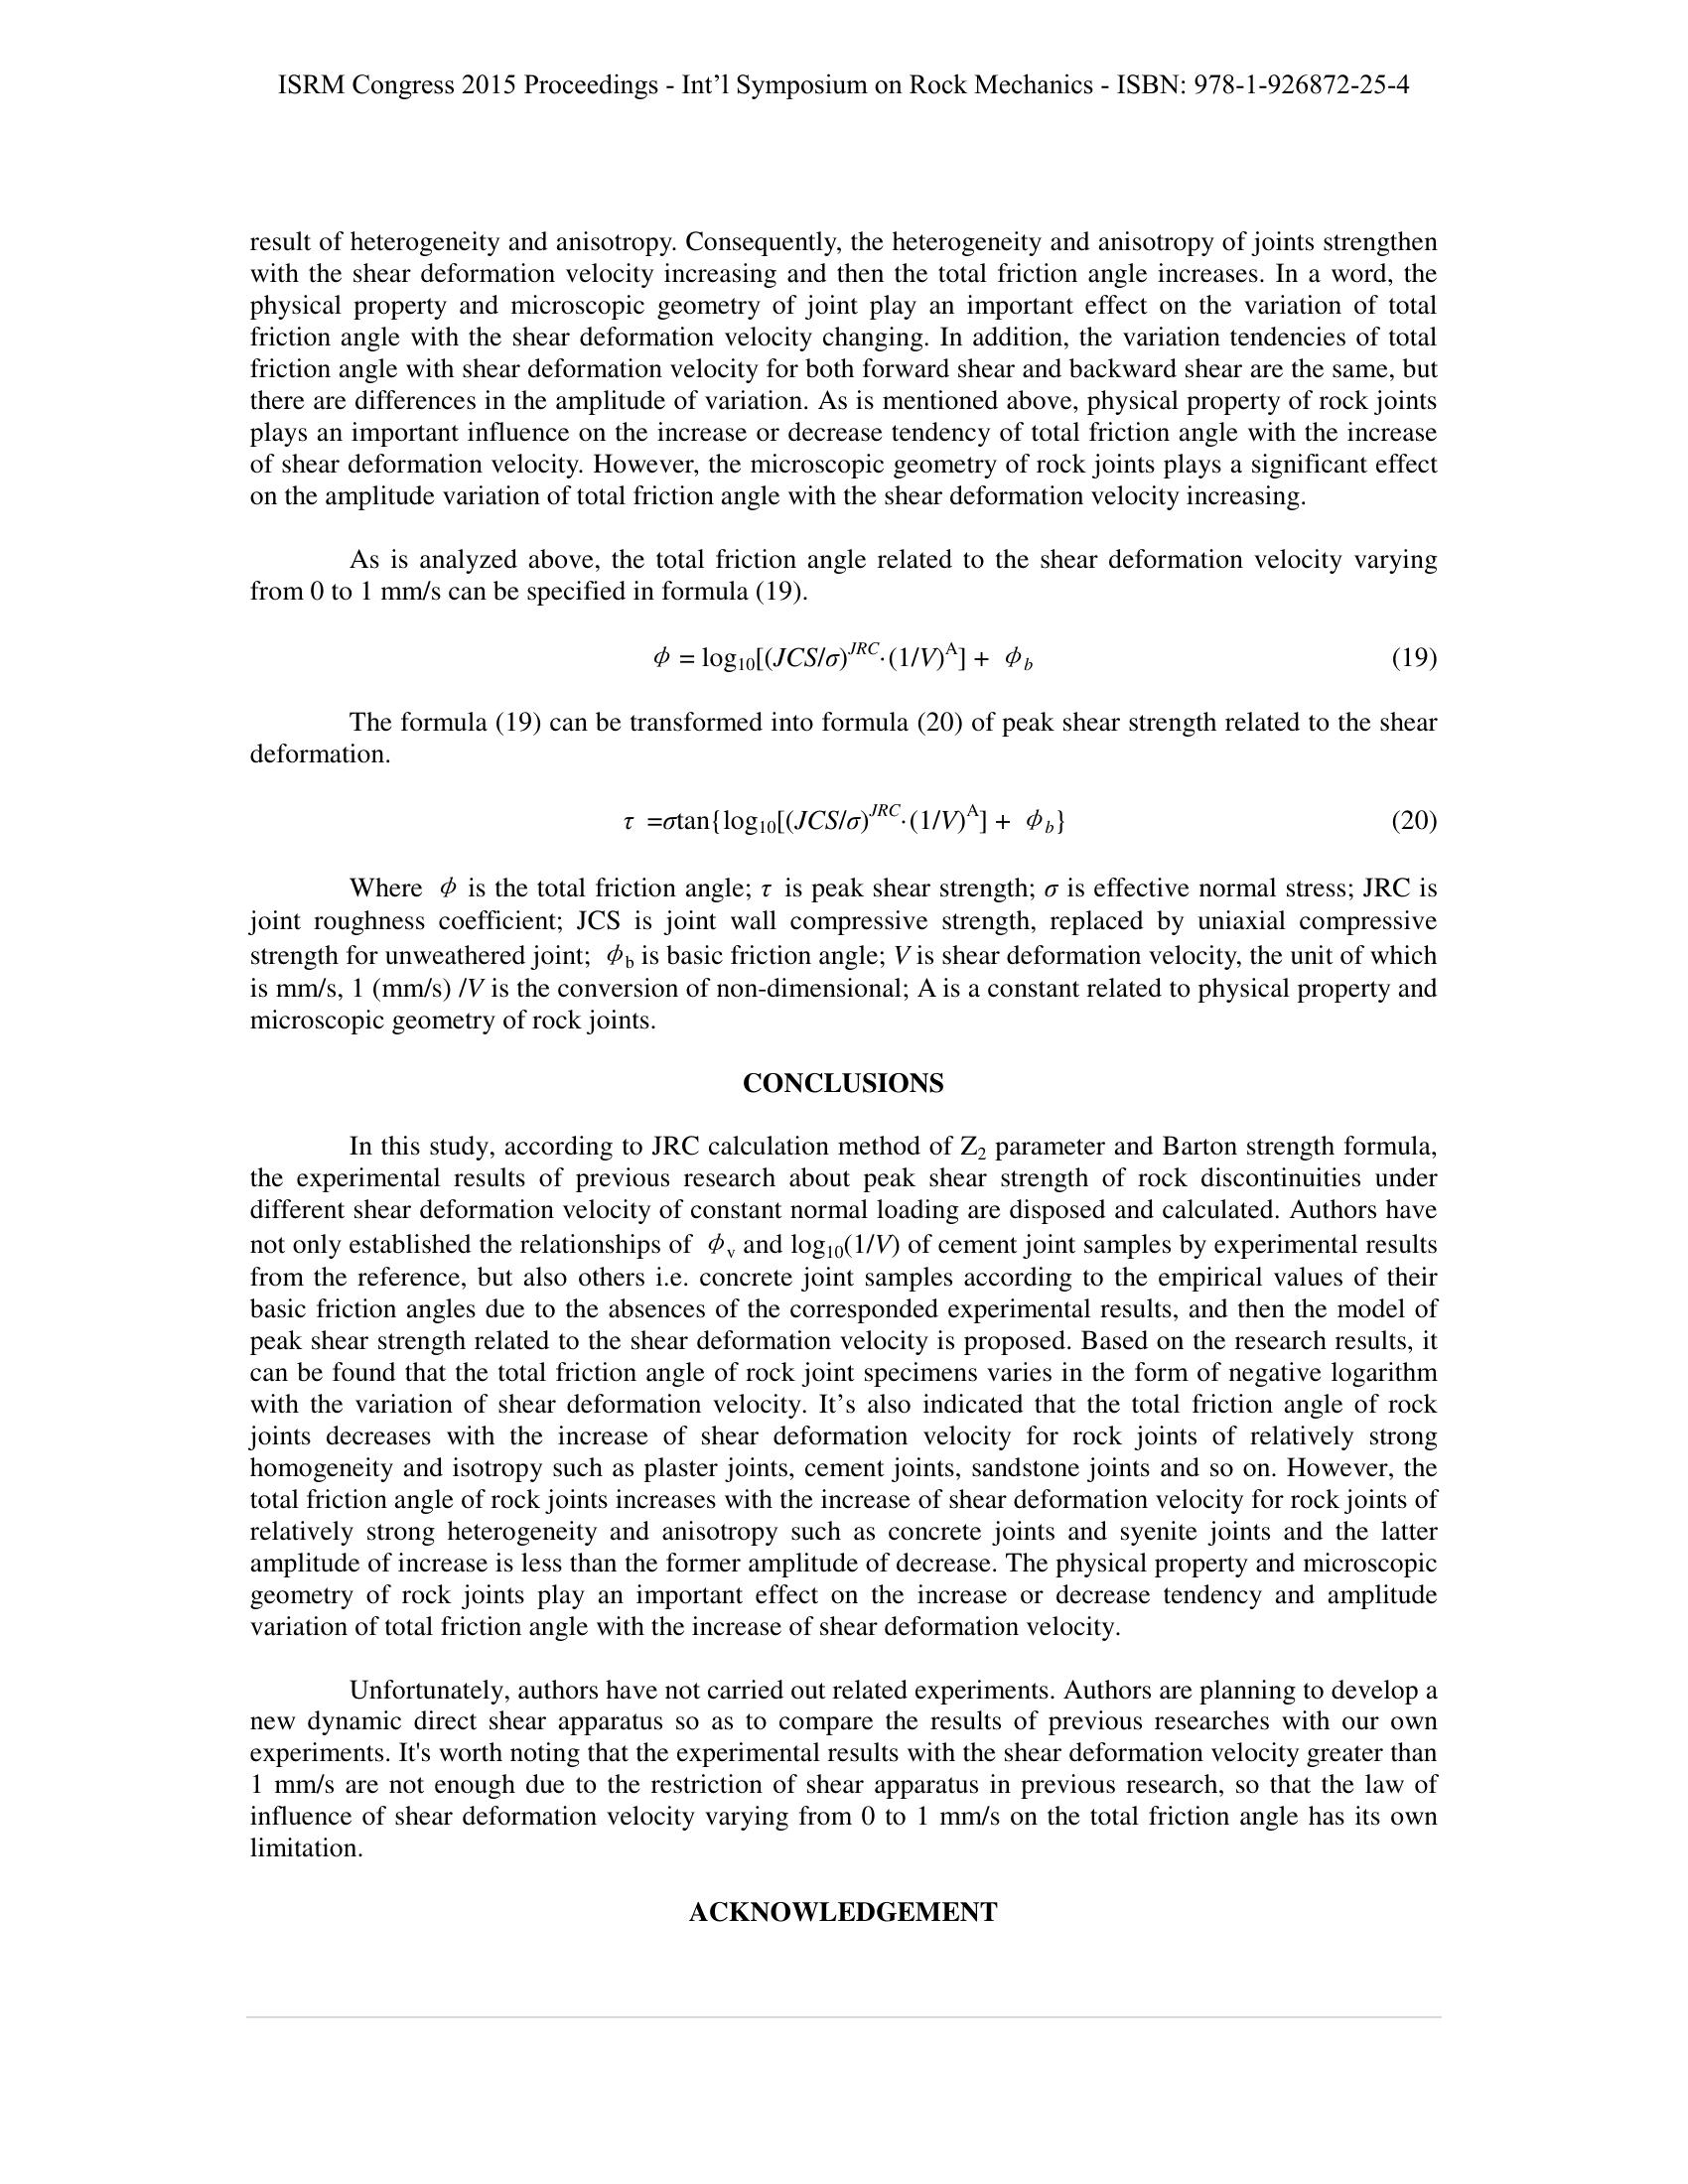 ISRM Congress 2015 Proceedings - Int’l Symposium on Rock Mechanics - ISBN: 978-1-926872-25-4
result of heterogeneity and anisotropy. Consequently, the heterogeneity and anisotropy of joints strengthen
with the shear deformation velocity increasing and then the total friction angle increases. In a word, the
physical property and microscopic geometry of joint play an important effect on the variation of total
friction angle with the shear deformation velocity changing. In addition, the variation tendencies of total
friction angle with shear deformation velocity for both forward shear and backward shear are the same, but
there are differences in the amplitude of variation. As is mentioned above, physical property of rock joints
plays an important influence on the increase or decrease tendency of total friction angle with the increase
of shear deformation velocity. However, the microscopic geometry of rock joints plays a significant effect
on the amplitude variation of total friction angle with the shear deformation velocity increasing.
As is analyzed above, the total friction angle related to the shear deformation velocity varying
from 0 to 1 mm/s can be specified in formula (19).
ϕ = log₁₀[(JCS/σ)^JRC·(1/V)^A] + ϕ_b (19)
The formula (19) can be transformed into formula (20) of peak shear strength related to the shear
deformation.
τ =σtan{log₁₀[(JCS/σ)^JRC·(1/V)^A] + ϕ_b} (20)
Where ϕ is the total friction angle; τ is peak shear strength; σ is effective normal stress; JRC is
joint roughness coefficient; JCS is joint wall compressive strength, replaced by uniaxial compressive
strength for unweathered joint; ϕ_b is basic friction angle; V is shear deformation velocity, the unit of which
is mm/s, 1 (mm/s) /V is the conversion of non-dimensional; A is a constant related to physical property and
microscopic geometry of rock joints.
CONCLUSIONS
In this study, according to JRC calculation method of Z₂ parameter and Barton strength formula,
the experimental results of previous research about peak shear strength of rock discontinuities under
different shear deformation velocity of constant normal loading are disposed and calculated. Authors have
not only established the relationships of ϕ_v and log₁₀(1/V) of cement joint samples by experimental results
from the reference, but also others i.e. concrete joint samples according to the empirical values of their
basic friction angles due to the absences of the corresponded experimental results, and then the model of
peak shear strength related to the shear deformation velocity is proposed. Based on the research results, it
can be found that the total friction angle of rock joint specimens varies in the form of negative logarithm
with the variation of shear deformation velocity. It’s also indicated that the total friction angle of rock
joints decreases with the increase of shear deformation velocity for rock joints of relatively strong
homogeneity and isotropy such as plaster joints, cement joints, sandstone joints and so on. However, the
total friction angle of rock joints increases with the increase of shear deformation velocity for rock joints of
relatively strong heterogeneity and anisotropy such as concrete joints and syenite joints and the latter
amplitude of increase is less than the former amplitude of decrease. The physical property and microscopic
geometry of rock joints play an important effect on the increase or decrease tendency and amplitude
variation of total friction angle with the increase of shear deformation velocity.
Unfortunately, authors have not carried out related experiments. Authors are planning to develop a
new dynamic direct shear apparatus so as to compare the results of previous researches with our own
experiments. It's worth noting that the experimental results with the shear deformation velocity greater than
1 mm/s are not enough due to the restriction of shear apparatus in previous research, so that the law of
influence of shear deformation velocity varying from 0 to 1 mm/s on the total friction angle has its own
limitation.
ACKNOWLEDGEMENT